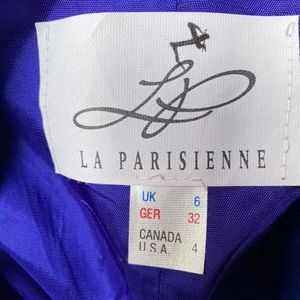 LP
LA PARISIENNE
UK 6
GER 32
CANADA
U.S.A. 4